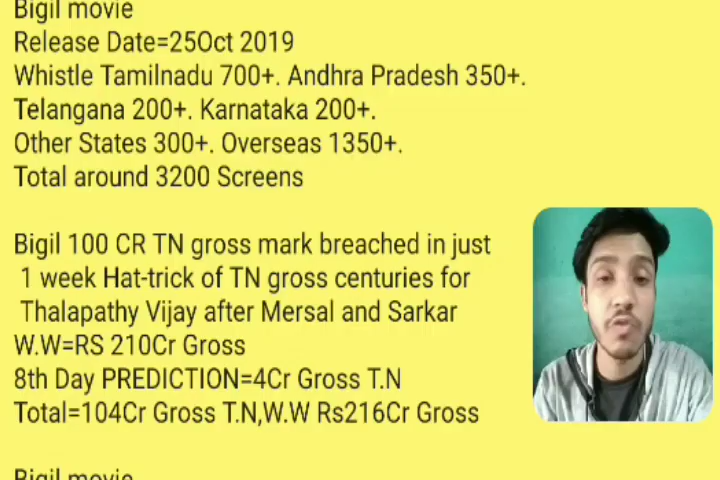 Bigil movie
Release Date=25Oct 2019
Whistle Tamilnadu 700+. Andhra Pradesh 350+.
Telangana 200+. Karnataka 200+.
Other States 300+. Overseas 1350+.
Total around 3200 Screens
Bigil 100 CR TN gross mark breached in just
1 week Hat-trick of TN gross centuries for
Thalapathy Vijay after Mersal and Sarkar
W.W=RS 210Cr Gross
8th Day PREDICTION=4Cr Gross T.N
Total=104Cr Gross T.N,W.W Rs216Cr Gross
Bigil movie